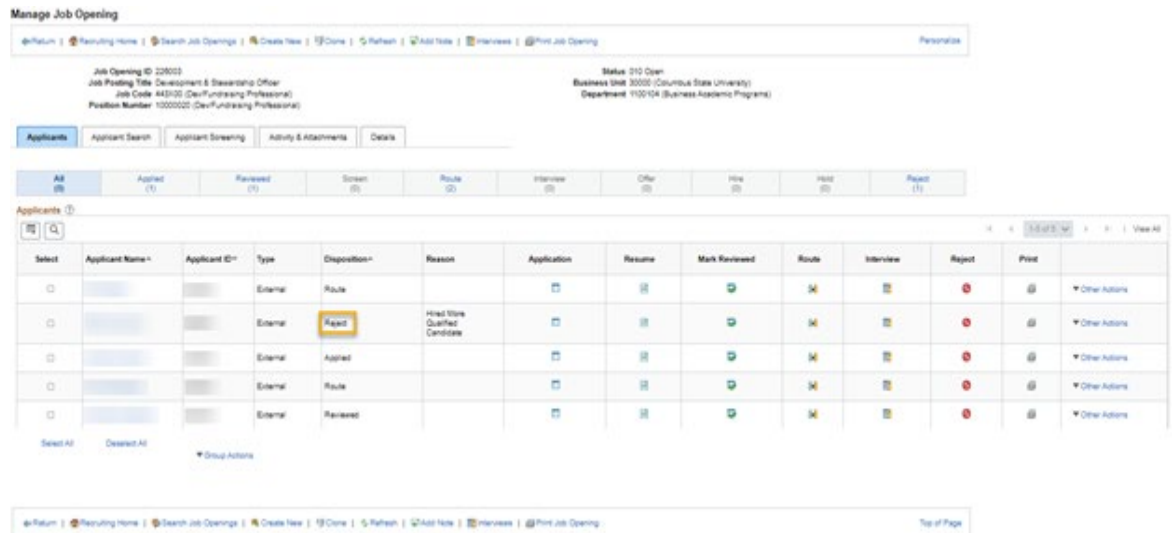 Manage Job Opening
Return | Recruiting Home | Search Job Openings | Create New | Clone | Refresh | Add Note | Interviews | Print Job Opening Personalize
Job Opening ID 226003
Job Posting Title Development & Stewardship Officer
Job Code 443X00 (Dev/Fundraising Professional)
Position Number 10000020 (Dev/Fundraising Professional)
Status 010 Open
Business Unit 30000 (Columbus State University)
Department 1100104 (Business Academic Programs)
Applicants Applicant Search Applicant Screening Activity & Attachments Details
All Applied Reviewed Screen Route Interview Offer Hire Hold Reject
(5) (1) (1) (0) (2) (0) (0) (0) (0) (1)
Applicants
1-5 of 5 | View All
Select Applicant Name Applicant ID Type Disposition Reason Application Resume Mark Reviewed Route Interview Reject Print
External Route Other Actions
External Reject Hired More Other Actions
Qualified
Candidate
External Applied Other Actions
External Route Other Actions
External Reviewed Other Actions
Select All Deselect All
Group Actions
Return | Recruiting Home | Search Job Openings | Create New | Clone | Refresh | Add Note | Interviews | Print Job Opening Top of Page